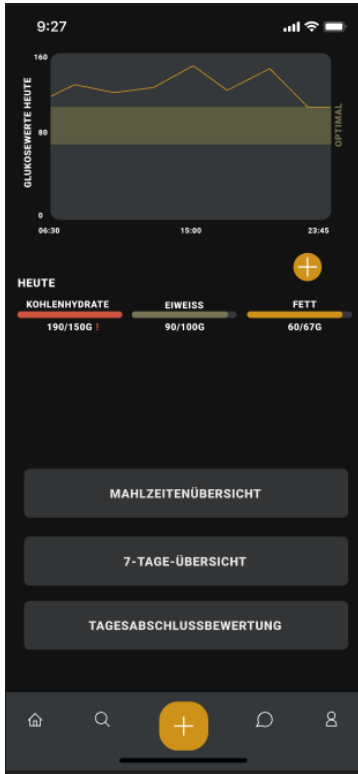 9:27
160
GLUKOSEWERTE HEUTE
80
OPTIMAL
0
06:30 15:00 23:45
HEUTE
KOHLENHYDRATE EIWEISS FETT
190/150G ! 90/100G 60/67G
MAHLZEITENÜBERSICHT
7-TAGE-ÜBERSICHT
TAGESABSCHLUSSBEWERTUNG